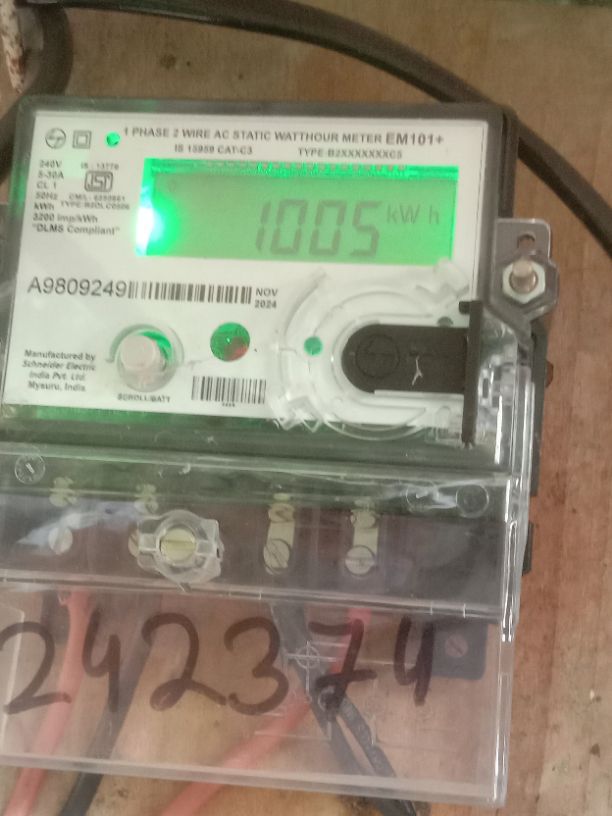 1 PHASE 2 WIRE AC STATIC WATTHOUR METER EM101+
IS 15959 CAT-C3 TYPE-B2XXXXXXXC5
240V
5-30A
CL 1
50Hz
kWh
3200 imp/kWh
"DLMS Compliant"
IS - 13779
ISI
1005 kWh
A9809249
NOV
2024
Manufactured by
Schneider Electric
India Pvt. Ltd.
Mysuru, India
SCROLL/BATT
242374